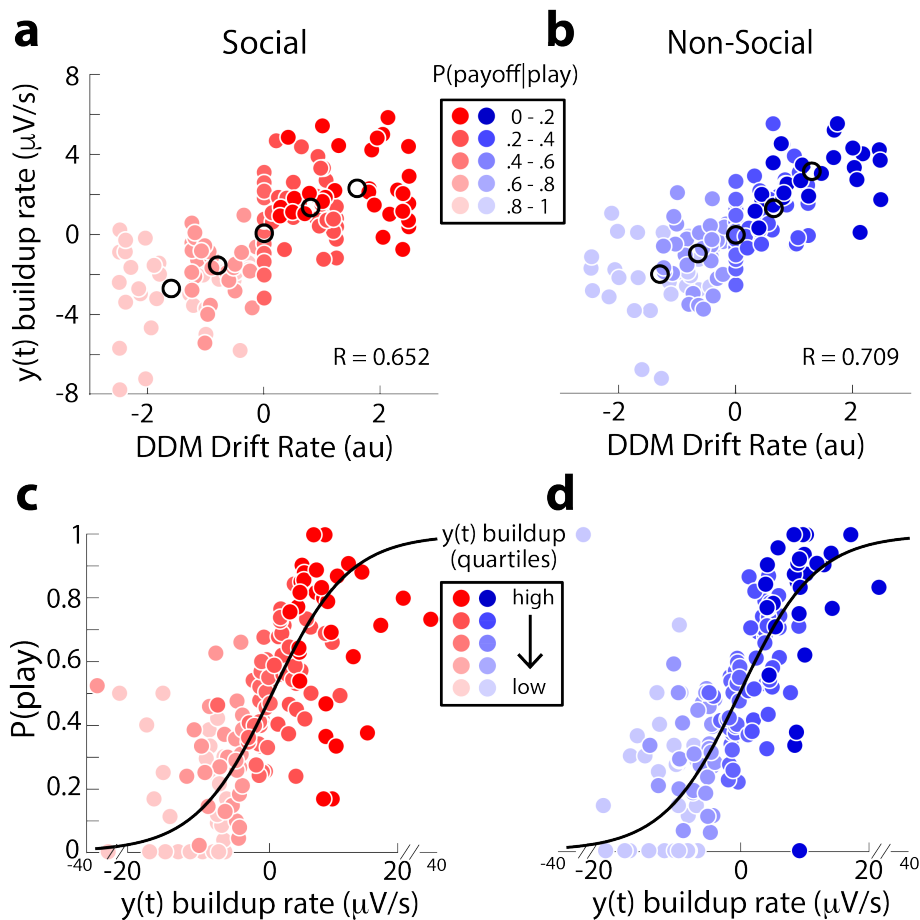 a
Social
b
Non-Social
P(payoff|play)
0 - .2
.2 - .4
.4 - .6
.6 - .8
.8 - 1
y(t) buildup rate (μV/s)
8
4
0
-4
-8
R = 0.652
R = 0.709
-2
0
2
-2
0
2
DDM Drift Rate (au)
DDM Drift Rate (au)
c
d
y(t) buildup
(quartiles)
high
low
P(play)
1
0.8
0.6
0.4
0.2
0
-40
-20
0
20
40
-40
-20
0
20
40
y(t) buildup rate (μV/s)
y(t) buildup rate (μV/s)